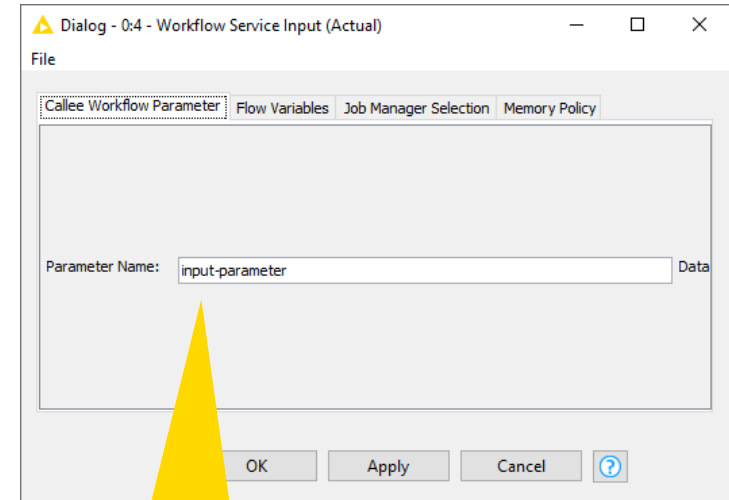 Dialog - 0:4 - Workflow Service Input (Actual)
File
Callee Workflow Parameter Flow Variables Job Manager Selection Memory Policy
Parameter Name: input-parameter Data
OK Apply Cancel ?